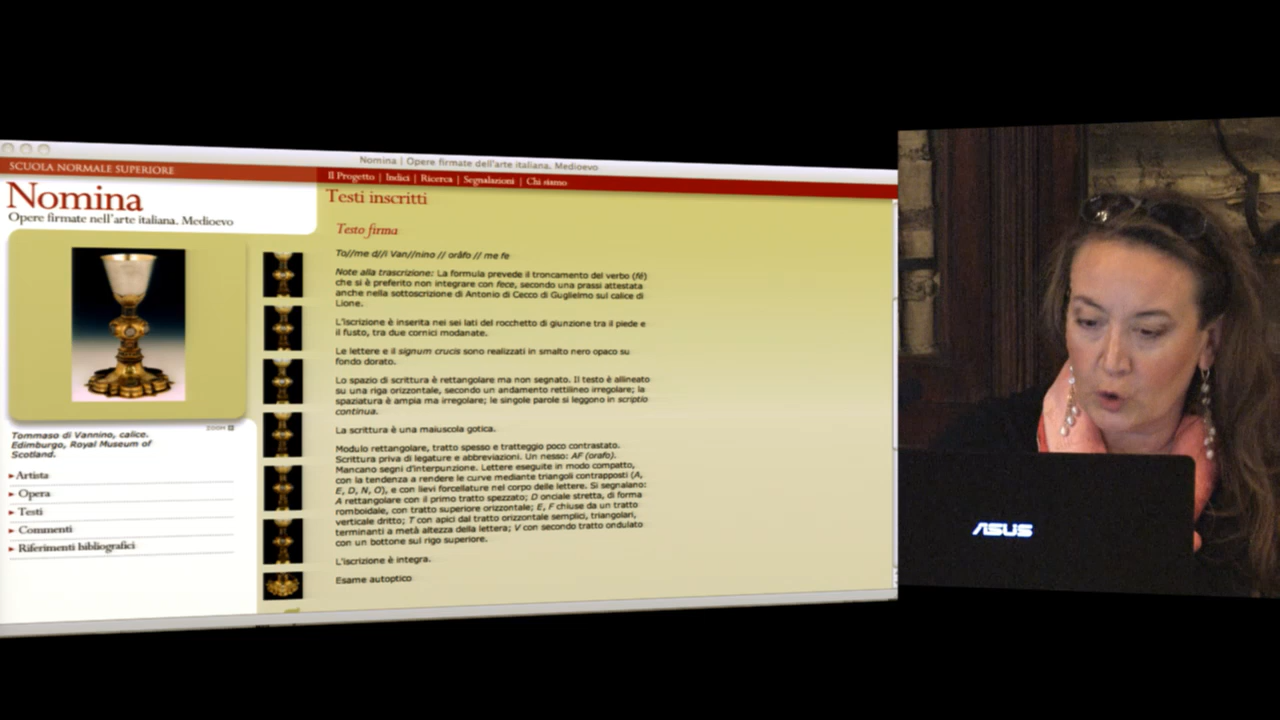 Nomina | Opere firmate dell'arte italiana. Medioevo
SCUOLA NORMALE SUPERIORE
Il Progetto | Indici | Ricerca | Segnalazioni | Chi siamo
Nomina
Opere firmate nell'arte italiana. Medioevo
Testi inscritti
Testo firma
To//me d//i Van//nino // orâfo // me fe
Note alla trascrizione: La formula prevede il troncamento del verbo (fé)
che si è preferito non integrare con fece, secondo una prassi attestata
anche nella sottoscrizione di Antonio di Cecco di Guglielmo sul calice di
Lione.
L'iscrizione è inserita nei sei lati del rocchetto di giunzione tra il piede e
il fusto, tra due cornici modanate.
Le lettere e il signum crucis sono realizzati in smalto nero opaco su
fondo dorato.
Lo spazio di scrittura è rettangolare ma non segnato. Il testo è allineato
su una riga orizzontale, secondo un andamento rettilineo irregolare; la
spaziatura è ampia ma irregolare; le singole parole si leggono in scriptio
continua.
La scrittura è una maiuscola gotica.
Modulo rettangolare, tratto spesso e tratteggio poco contrastato.
Scrittura priva di legature e abbreviazioni. Un nesso: AF (orafo).
Mancano segni d'interpunzione. Lettere eseguite in modo compatto,
con la tendenza a rendere le curve mediante triangoli contrapposti (A,
E, D, N, O), e con lievi forcellature nel corpo delle lettere. Si segnalano:
A rettangolare con il primo tratto spezzato; D onciale stretta, di forma
romboidale, con tratto superiore orizzontale; E, F chiuse da un tratto
verticale dritto; T con apici dal tratto orizzontale semplici, triangolari,
terminanti a metà altezza della lettera; V con secondo tratto ondulato
con un bottone sul rigo superiore.
L'iscrizione è integra.
Esame autoptico
ZOOM
Tommaso di Vannino, calice.
Edimburgo, Royal Museum of
Scotland.
Artista
Opera
Testi
Commenti
Riferimenti bibliografici
ASUS